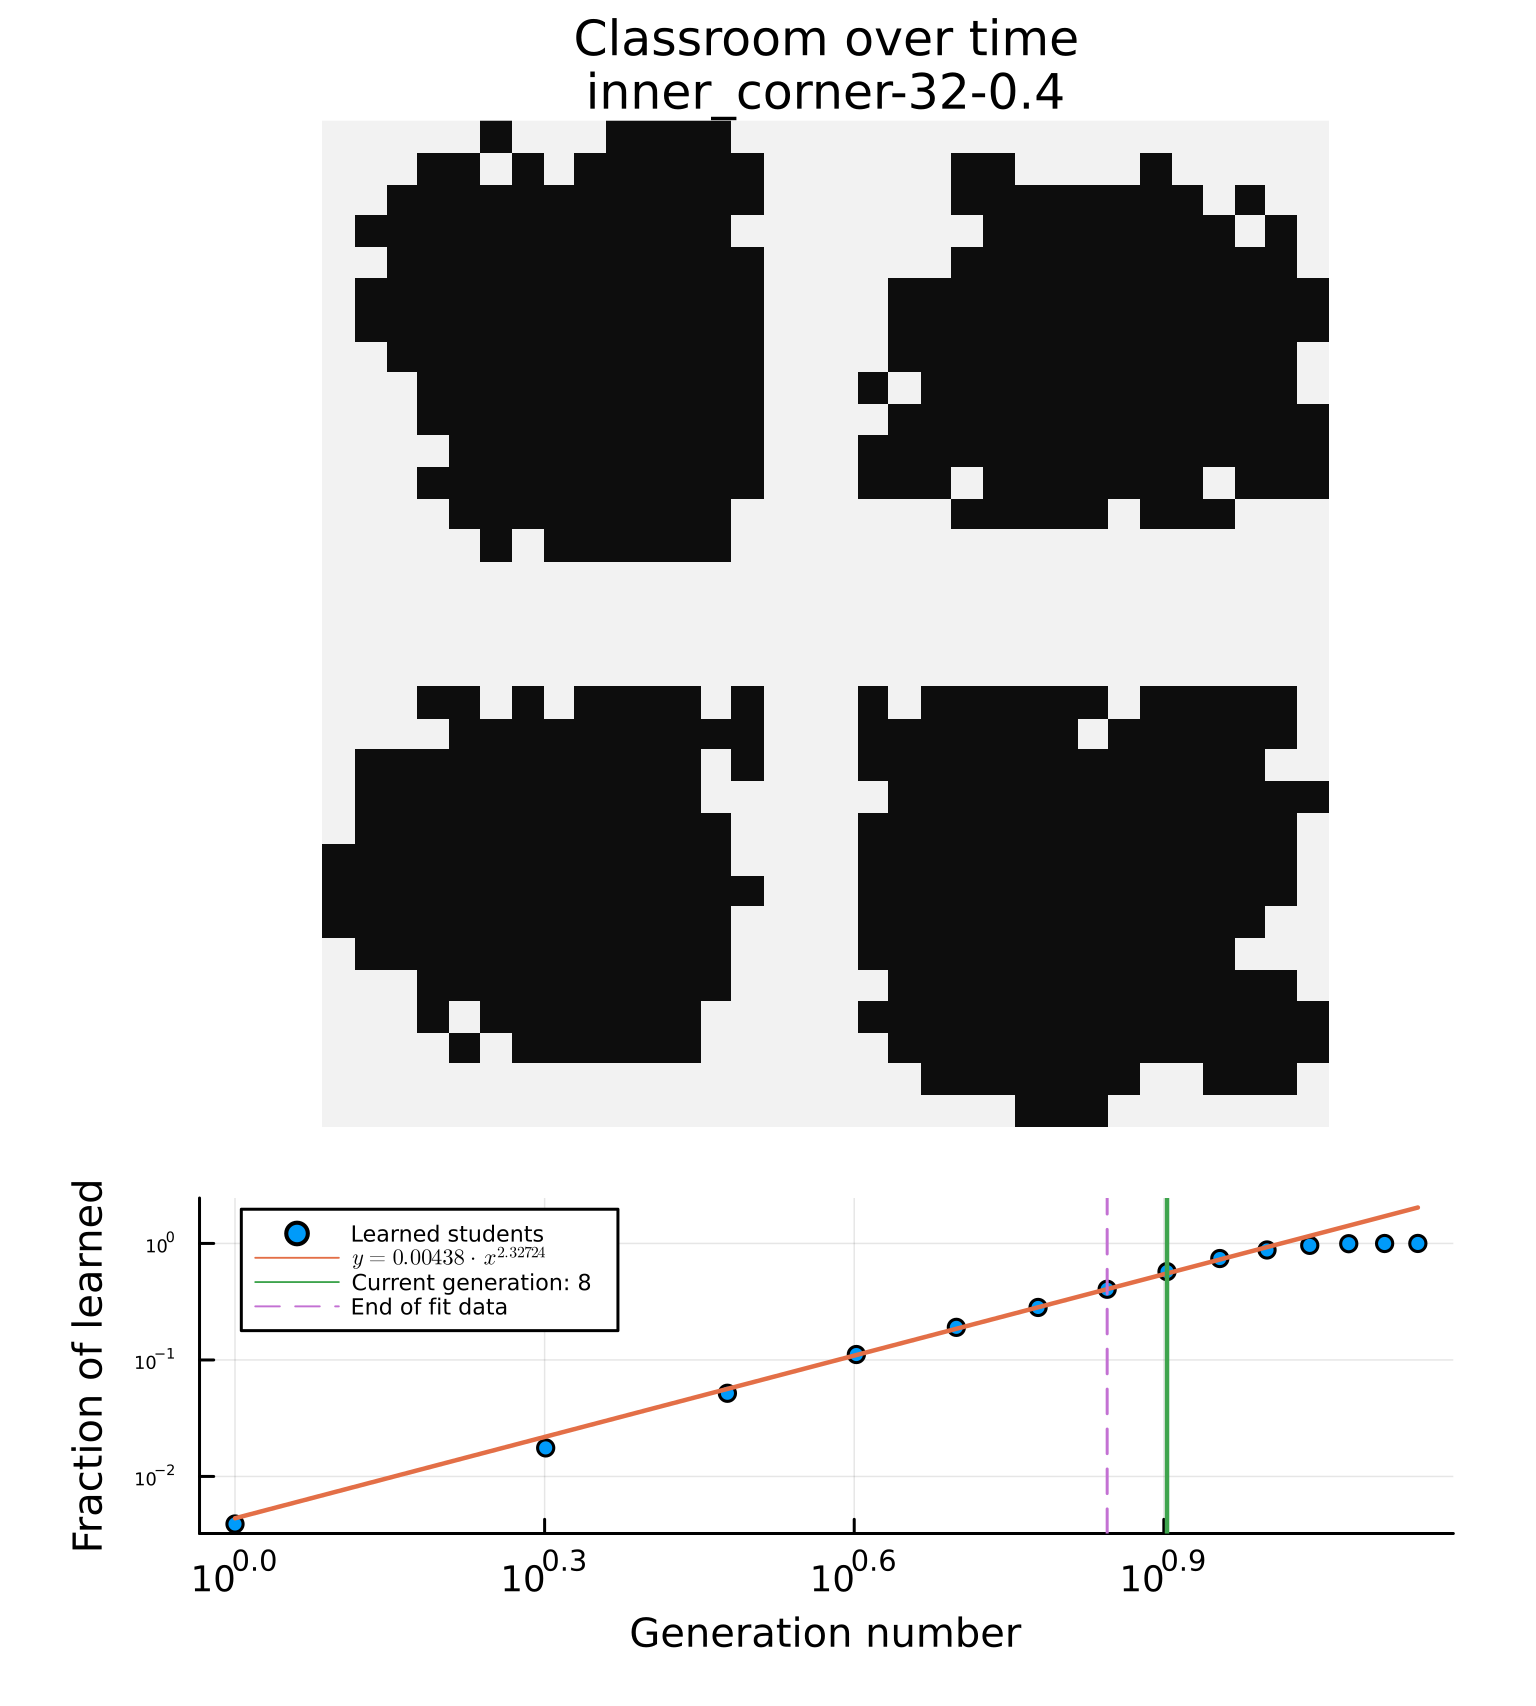 Classroom over time
inner_corner-32-0.4
Fraction of learned
10⁰
10⁻¹
10⁻²
Learned students
y = 0.00438 · x^2.32724
Current generation: 8
End of fit data
10^0.0 10^0.3 10^0.6 10^0.9
Generation number